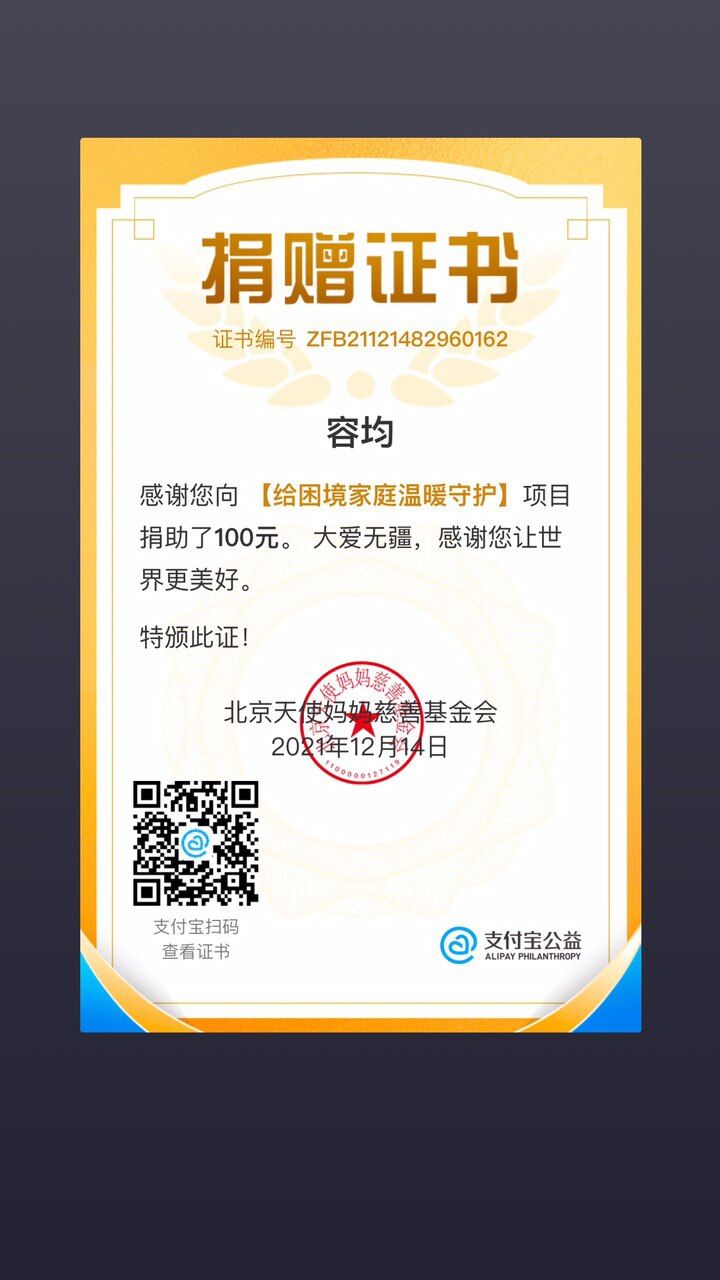 捐赠证书
证书编号 ZFB21121482960162
容均
感谢您向 【给困境家庭温暖守护】项目
捐助了100元。 大爱无疆，感谢您让世
界更美好。
特颁此证！
北京天使妈妈慈善基金会
2021年12月14日
北京天使妈妈慈善基金会
1100000127119
支付宝扫码
查看证书
支付宝公益
ALIPAY PHILANTHROPY